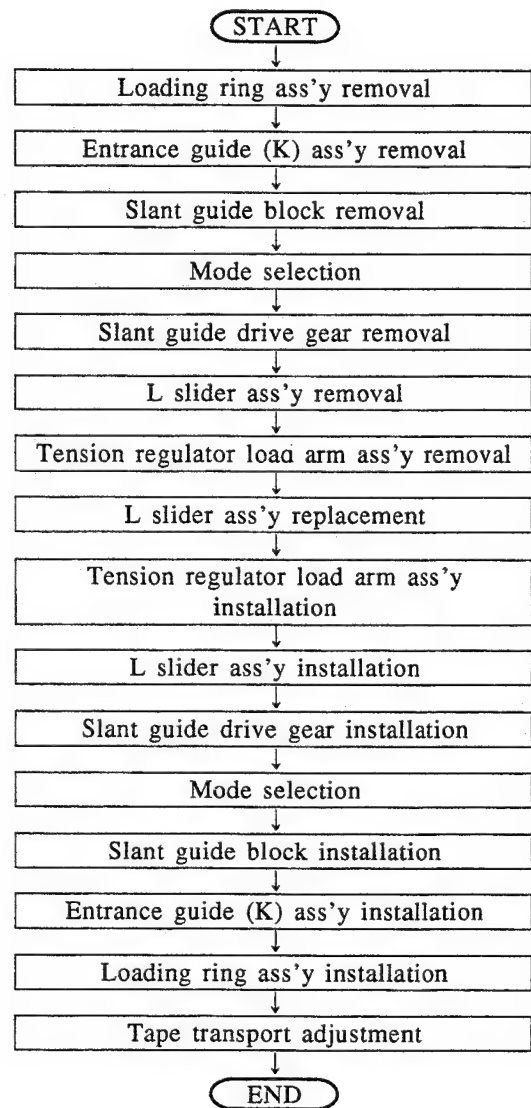 START
Loading ring ass'y removal
Entrance guide (K) ass'y removal
Slant guide block removal
Mode selection
Slant guide drive gear removal
L slider ass'y removal
Tension regulator load arm ass'y removal
L slider ass'y replacement
Tension regulator load arm ass'y
installation
L slider ass'y installation
Slant guide drive gear installation
Mode selection
Slant guide block installation
Entrance guide (K) ass'y installation
Loading ring ass'y installation
Tape transport adjustment
END